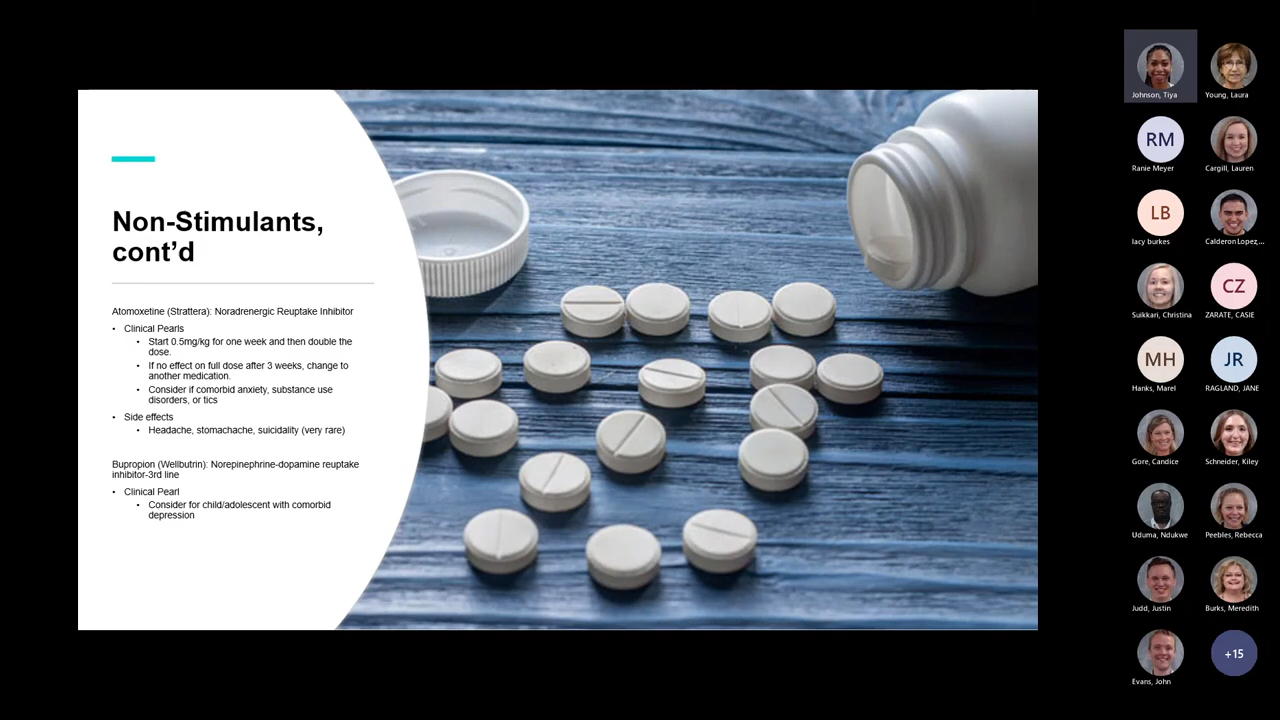 Non-Stimulants,
cont’d
Atomoxetine (Strattera): Noradrenergic Reuptake Inhibitor
• Clinical Pearls
• Start 0.5mg/kg for one week and then double the
dose.
• If no effect on full dose after 3 weeks, change to
another medication.
• Consider if comorbid anxiety, substance use
disorders, or tics
• Side effects
• Headache, stomachache, suicidality (very rare)
Bupropion (Wellbutrin): Norepinephrine-dopamine reuptake
inhibitor-3rd line
• Clinical Pearl
• Consider for child/adolescent with comorbid
depression
Johnson, Tiya
Young, Laura
RM
Ranie Meyer
Cargill, Lauren
LB
lacy burkes
Calderon Lopez,...
Suikkari, Christina
CZ
ZARATE, CASIE
MH
Hanks, Marel
JR
RAGLAND, JANE
Gore, Candice
Schneider, Kiley
Uduma, Ndukwe
Peebles, Rebecca
Judd, Justin
Burks, Meredith
Evans, John
+15